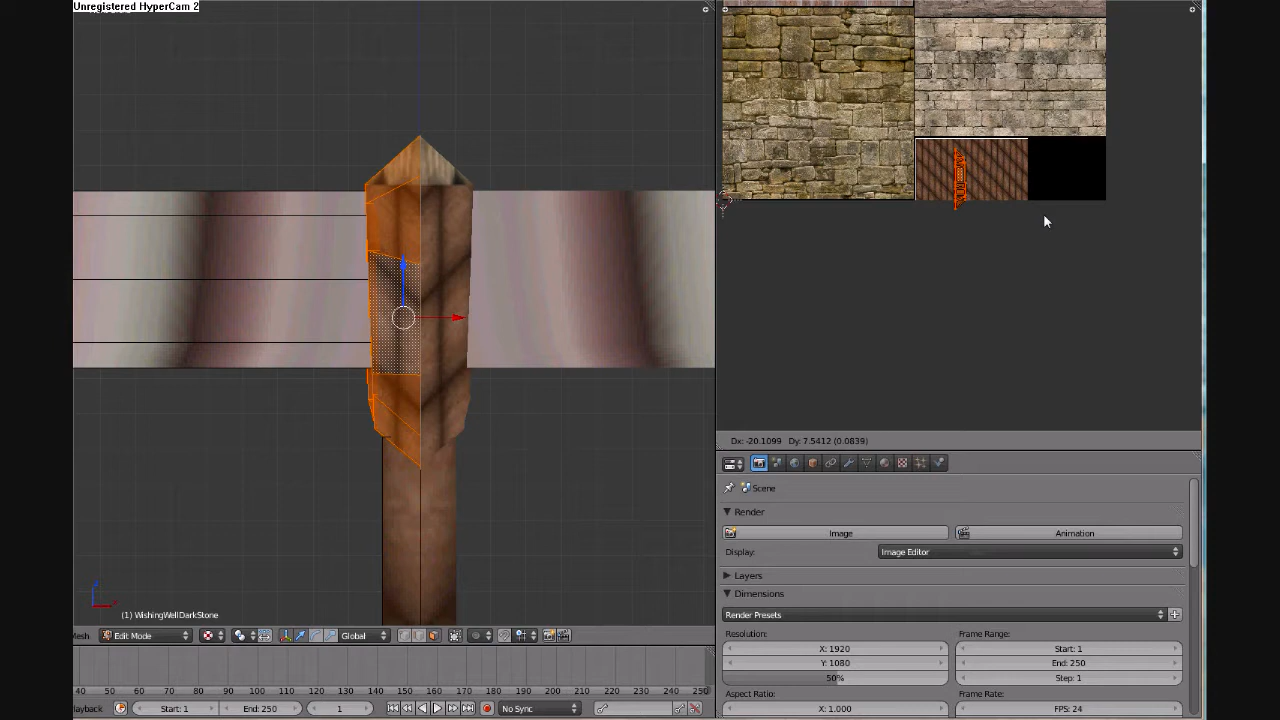 Unregistered HyperCam 2
Dx: -20.1099 Dy: 7.5412 (0.0839)
Scene
Render
Image
Animation
Display:
Image Editor
Layers
Dimensions
Render Presets
(1) WishingWellDarkStone
Mesh
Edit Mode
Global
Resolution:
Frame Range:
X: 1920
Start: 1
Y: 1080
End: 250
50%
Step: 1
Aspect Ratio:
Frame Rate:
X: 1.000
FPS: 24
40 50 60 70 80 90 100 110 120 130 140 150 160 170 180 190 200 210 220 230 240 250
layback
Start: 1
End: 250
1
No Sync